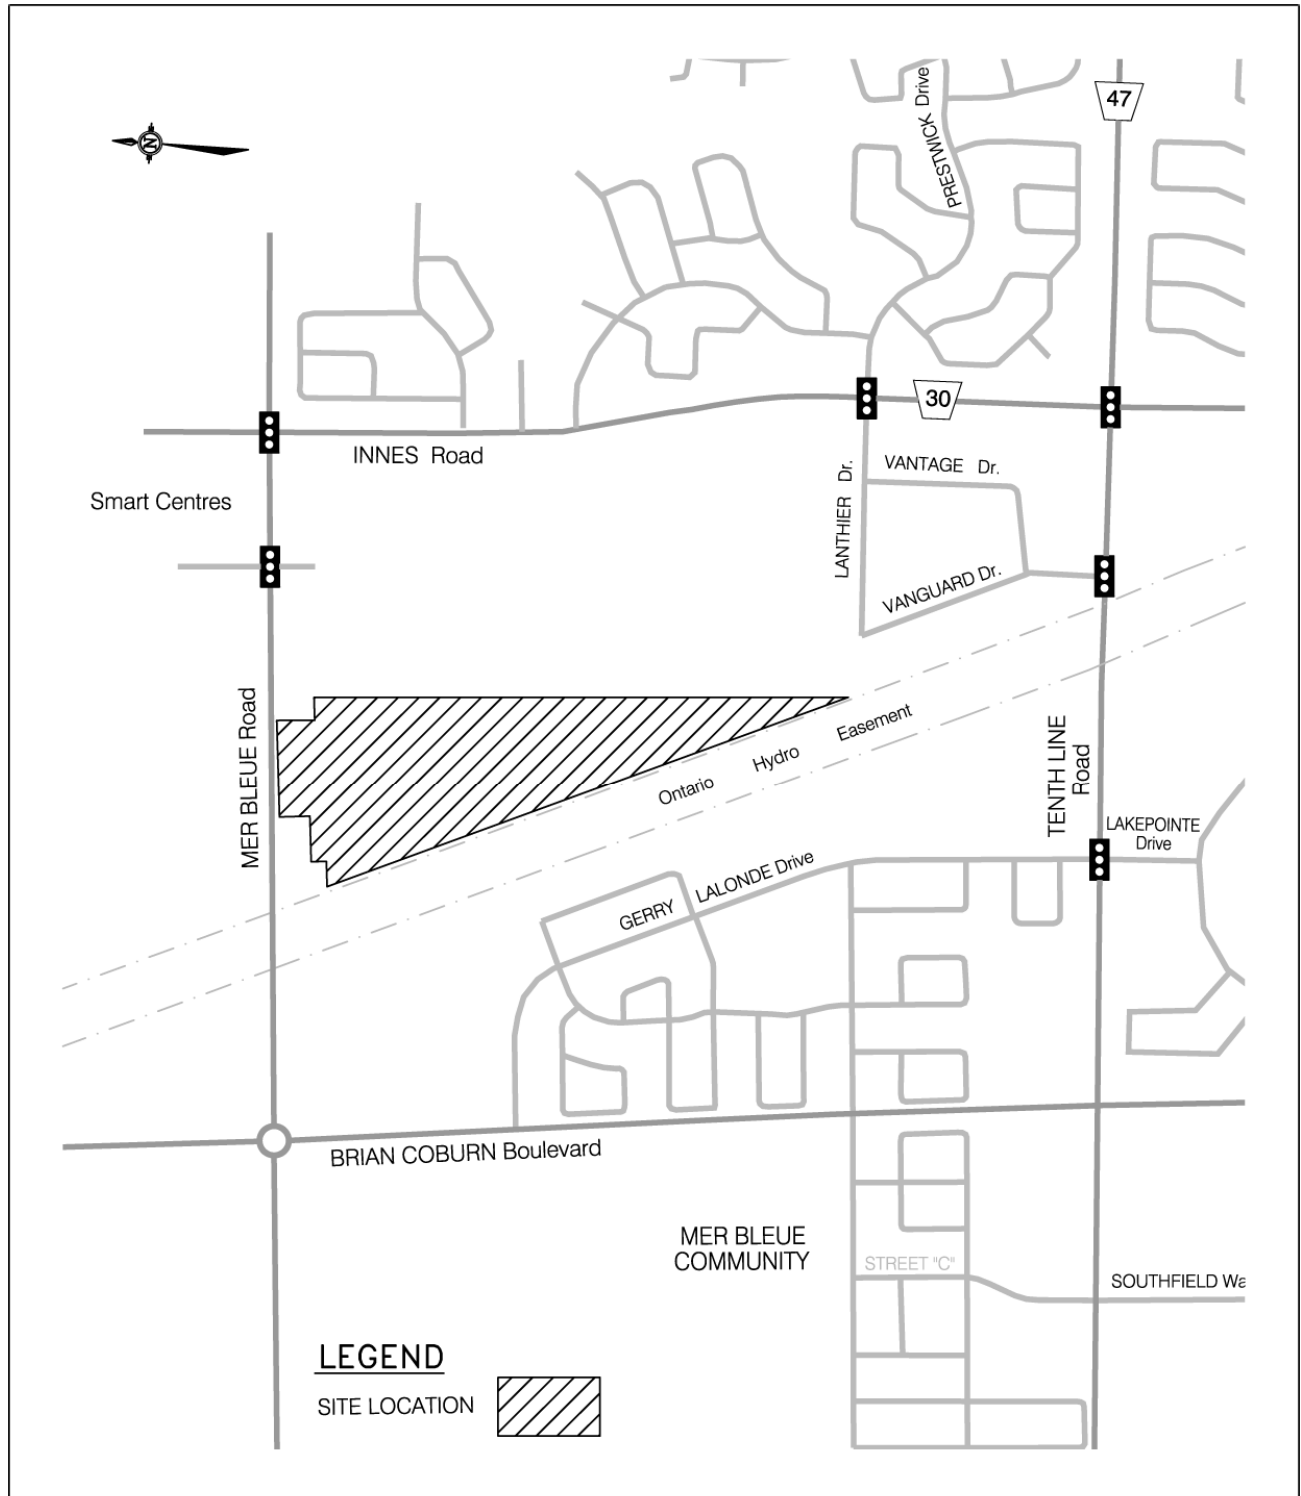 PRESTWICK Drive
47
N
30
INNES Road
Smart Centres
LANTHIER Dr.
VANTAGE Dr.
VANGUARD Dr.
MER BLEUE Road
Ontario Hydro Easement
TENTH LINE
Road
LAKEPOINTE
Drive
GERRY LALONDE Drive
BRIAN COBURN Boulevard
MER BLEUE
COMMUNITY
STREET "C"
SOUTHFIELD Wa
LEGEND
SITE LOCATION